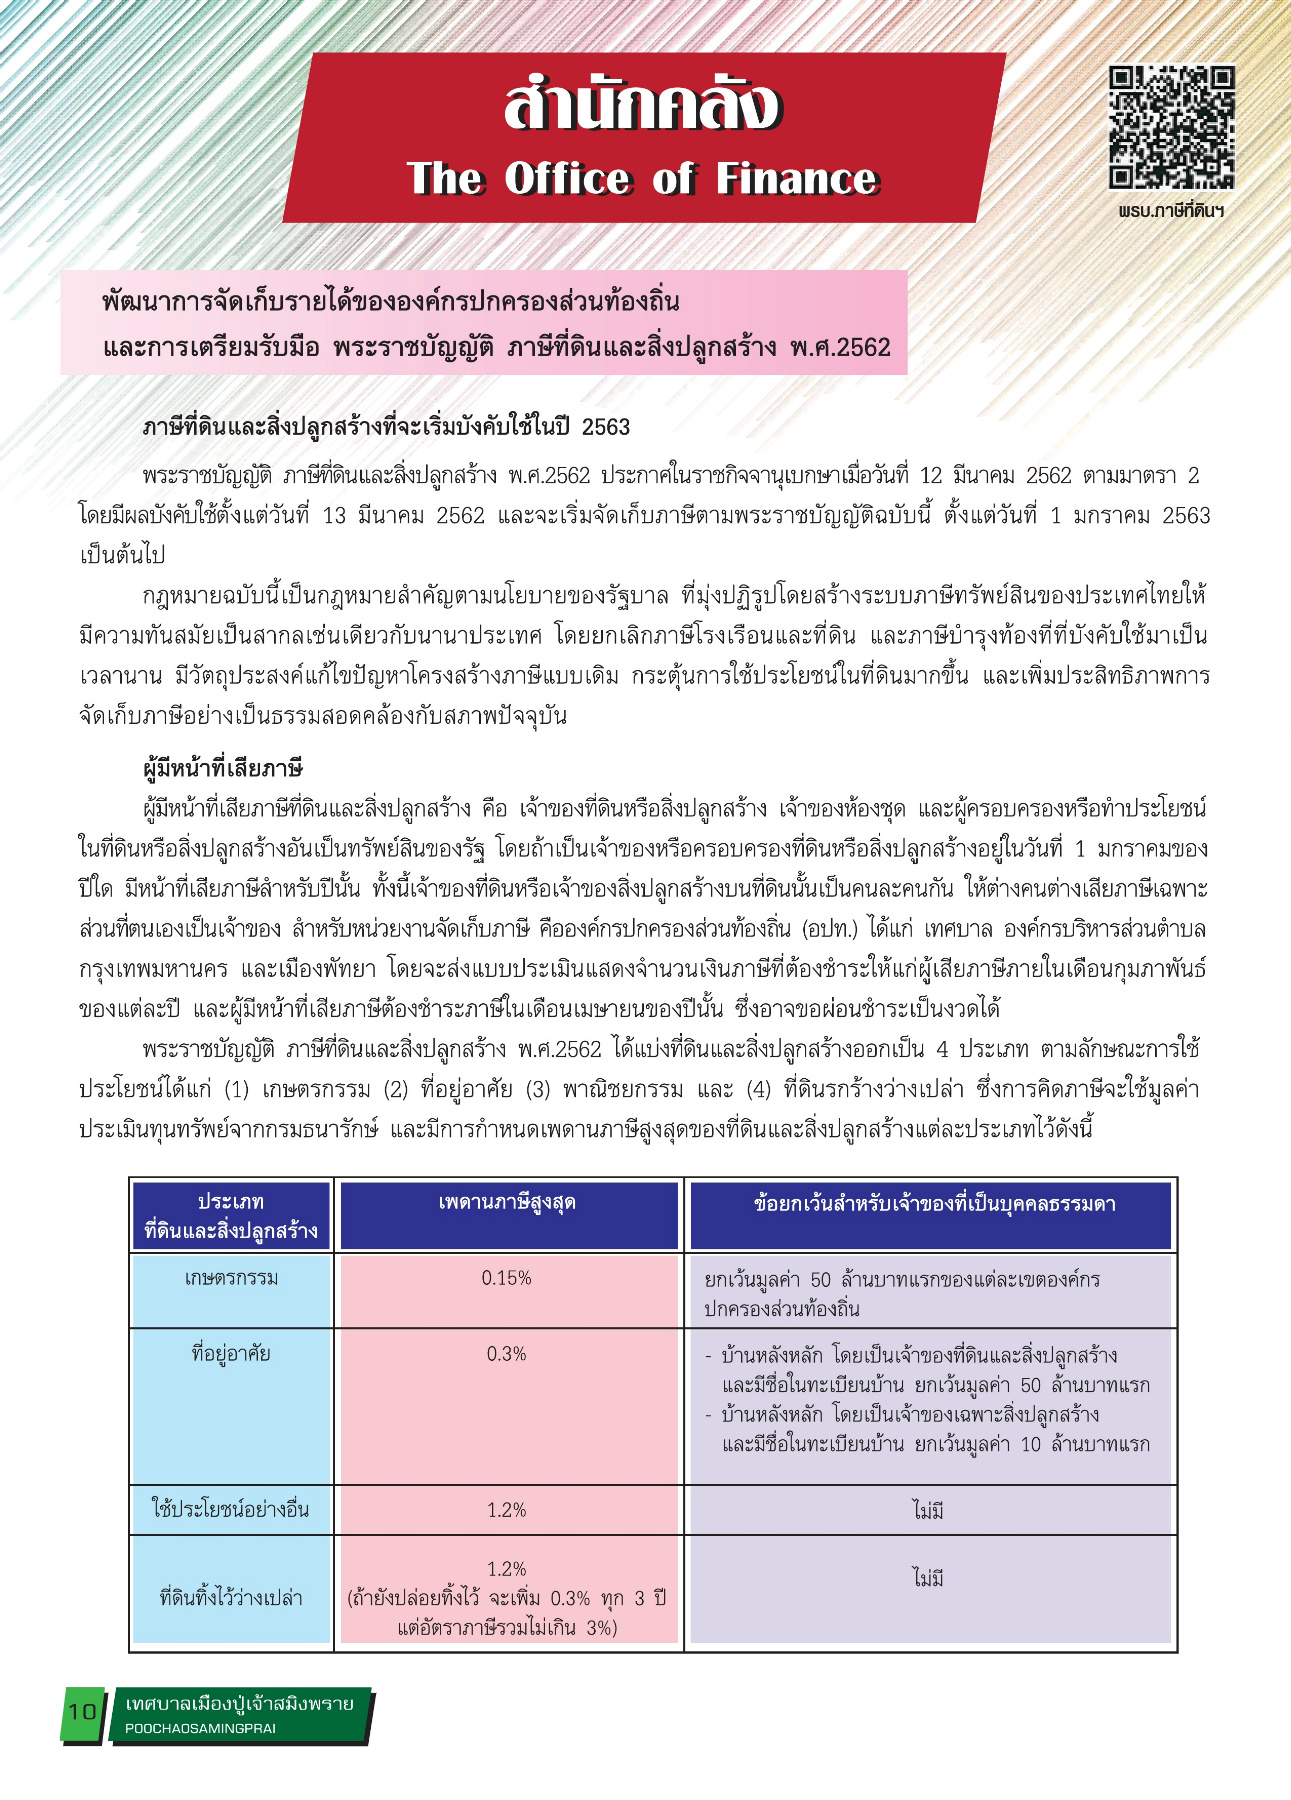 สำนักคลัง
The Office of Finance
พรบ.ภาษีที่ดินฯ
พัฒนาการจัดเก็บรายได้ขององค์กรปกครองส่วนท้องถิ่น
และการเตรียมรับมือ พระราชบัญญัติ ภาษีที่ดินและสิ่งปลูกสร้าง พ.ศ.2562
ภาษีที่ดินและสิ่งปลูกสร้างที่จะเริ่มบังคับใช้ในปี 2563
พระราชบัญญัติ ภาษีที่ดินและสิ่งปลูกสร้าง พ.ศ.2562 ประกาศในราชกิจจานุเบกษาเมื่อวันที่ 12 มีนาคม 2562 ตามมาตรา 2
โดยมีผลบังคับใช้ตั้งแต่วันที่ 13 มีนาคม 2562 และจะเริ่มจัดเก็บภาษีตามพระราชบัญญัติฉบับนี้ ตั้งแต่วันที่ 1 มกราคม 2563
เป็นต้นไป
กฎหมายฉบับนี้เป็นกฎหมายสำคัญตามนโยบายของรัฐบาล ที่มุ่งปฏิรูปโดยสร้างระบบภาษีทรัพย์สินของประเทศไทยให้
มีความทันสมัยเป็นสากลเช่นเดียวกับนานาประเทศ โดยยกเลิกภาษีโรงเรือนและที่ดิน และภาษีบำรุงท้องที่ที่บังคับใช้มาเป็น
เวลานาน มีวัตถุประสงค์แก้ไขปัญหาโครงสร้างภาษีแบบเดิม กระตุ้นการใช้ประโยชน์ในที่ดินมากขึ้น และเพิ่มประสิทธิภาพการ
จัดเก็บภาษีอย่างเป็นธรรมสอดคล้องกับสภาพปัจจุบัน
ผู้มีหน้าที่เสียภาษี
ผู้มีหน้าที่เสียภาษีที่ดินและสิ่งปลูกสร้าง คือ เจ้าของที่ดินหรือสิ่งปลูกสร้าง เจ้าของห้องชุด และผู้ครอบครองหรือทำประโยชน์
ในที่ดินหรือสิ่งปลูกสร้างอันเป็นทรัพย์สินของรัฐ โดยถ้าเป็นเจ้าของหรือครอบครองที่ดินหรือสิ่งปลูกสร้างอยู่ในวันที่ 1 มกราคมของ
ปีใด มีหน้าที่เสียภาษีสำหรับปีนั้น ทั้งนี้เจ้าของที่ดินหรือเจ้าของสิ่งปลูกสร้างบนที่ดินนั้นเป็นคนละคนกัน ให้ต่างคนต่างเสียภาษีเฉพาะ
ส่วนที่ตนเองเป็นเจ้าของ สำหรับหน่วยงานจัดเก็บภาษี คือองค์กรปกครองส่วนท้องถิ่น (อปท.) ได้แก่ เทศบาล องค์กรบริหารส่วนตำบล
กรุงเทพมหานคร และเมืองพัทยา โดยจะส่งแบบประเมินแสดงจำนวนเงินภาษีที่ต้องชำระให้แก่ผู้เสียภาษีภายในเดือนกุมภาพันธ์
ของแต่ละปี และผู้มีหน้าที่เสียภาษีต้องชำระภาษีในเดือนเมษายนของปีนั้น ซึ่งอาจขอผ่อนชำระเป็นงวดได้
พระราชบัญญัติ ภาษีที่ดินและสิ่งปลูกสร้าง พ.ศ.2562 ได้แบ่งที่ดินและสิ่งปลูกสร้างออกเป็น 4 ประเภท ตามลักษณะการใช้
ประโยชน์ได้แก่ (1) เกษตรกรรม (2) ที่อยู่อาศัย (3) พาณิชยกรรม และ (4) ที่ดินรกร้างว่างเปล่า ซึ่งการคิดภาษีจะใช้มูลค่า
ประเมินทุนทรัพย์จากกรมธนารักษ์ และมีการกำหนดเพดานภาษีสูงสุดของที่ดินและสิ่งปลูกสร้างแต่ละประเภทไว้ดังนี้
ประเภท
ที่ดินและสิ่งปลูกสร้าง
เพดานภาษีสูงสุด
ข้อยกเว้นสำหรับเจ้าของที่เป็นบุคคลธรรมดา
เกษตรกรรม
0.15%
ยกเว้นมูลค่า 50 ล้านบาทแรกของแต่ละเขตองค์กร
ปกครองส่วนท้องถิ่น
ที่อยู่อาศัย
0.3%
- บ้านหลังหลัก โดยเป็นเจ้าของที่ดินและสิ่งปลูกสร้าง
และมีชื่อในทะเบียนบ้าน ยกเว้นมูลค่า 50 ล้านบาทแรก
- บ้านหลังหลัก โดยเป็นเจ้าของเฉพาะสิ่งปลูกสร้าง
และมีชื่อในทะเบียนบ้าน ยกเว้นมูลค่า 10 ล้านบาทแรก
ใช้ประโยชน์อย่างอื่น
1.2%
ไม่มี
ที่ดินทิ้งไว้ว่างเปล่า
1.2%
(ถ้ายังปล่อยทิ้งไว้ จะเพิ่ม 0.3% ทุก 3 ปี
แต่อัตราภาษีรวมไม่เกิน 3%)
ไม่มี
10
เทศบาลเมืองปู่เจ้าสมิงพราย
POOCHAOSAMINGPRAI